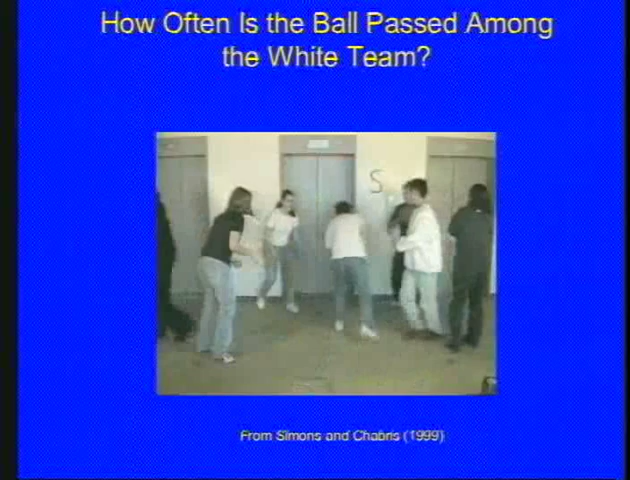 How Often Is the Ball Passed Among
the White Team?
S
From Simons and Chabris (1999)